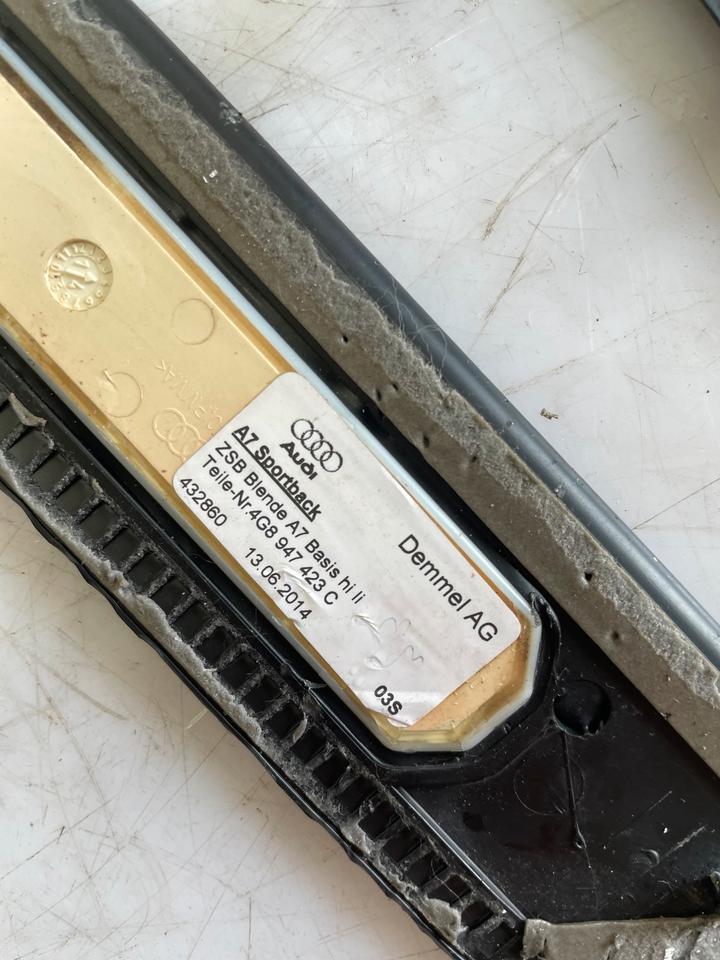 Audi
A7 Sportback
ZSB Blende A7 Basis hi li
Teile-Nr.4G8 947 423 C
432860
13.06.2014
Demmel AG
03S
14